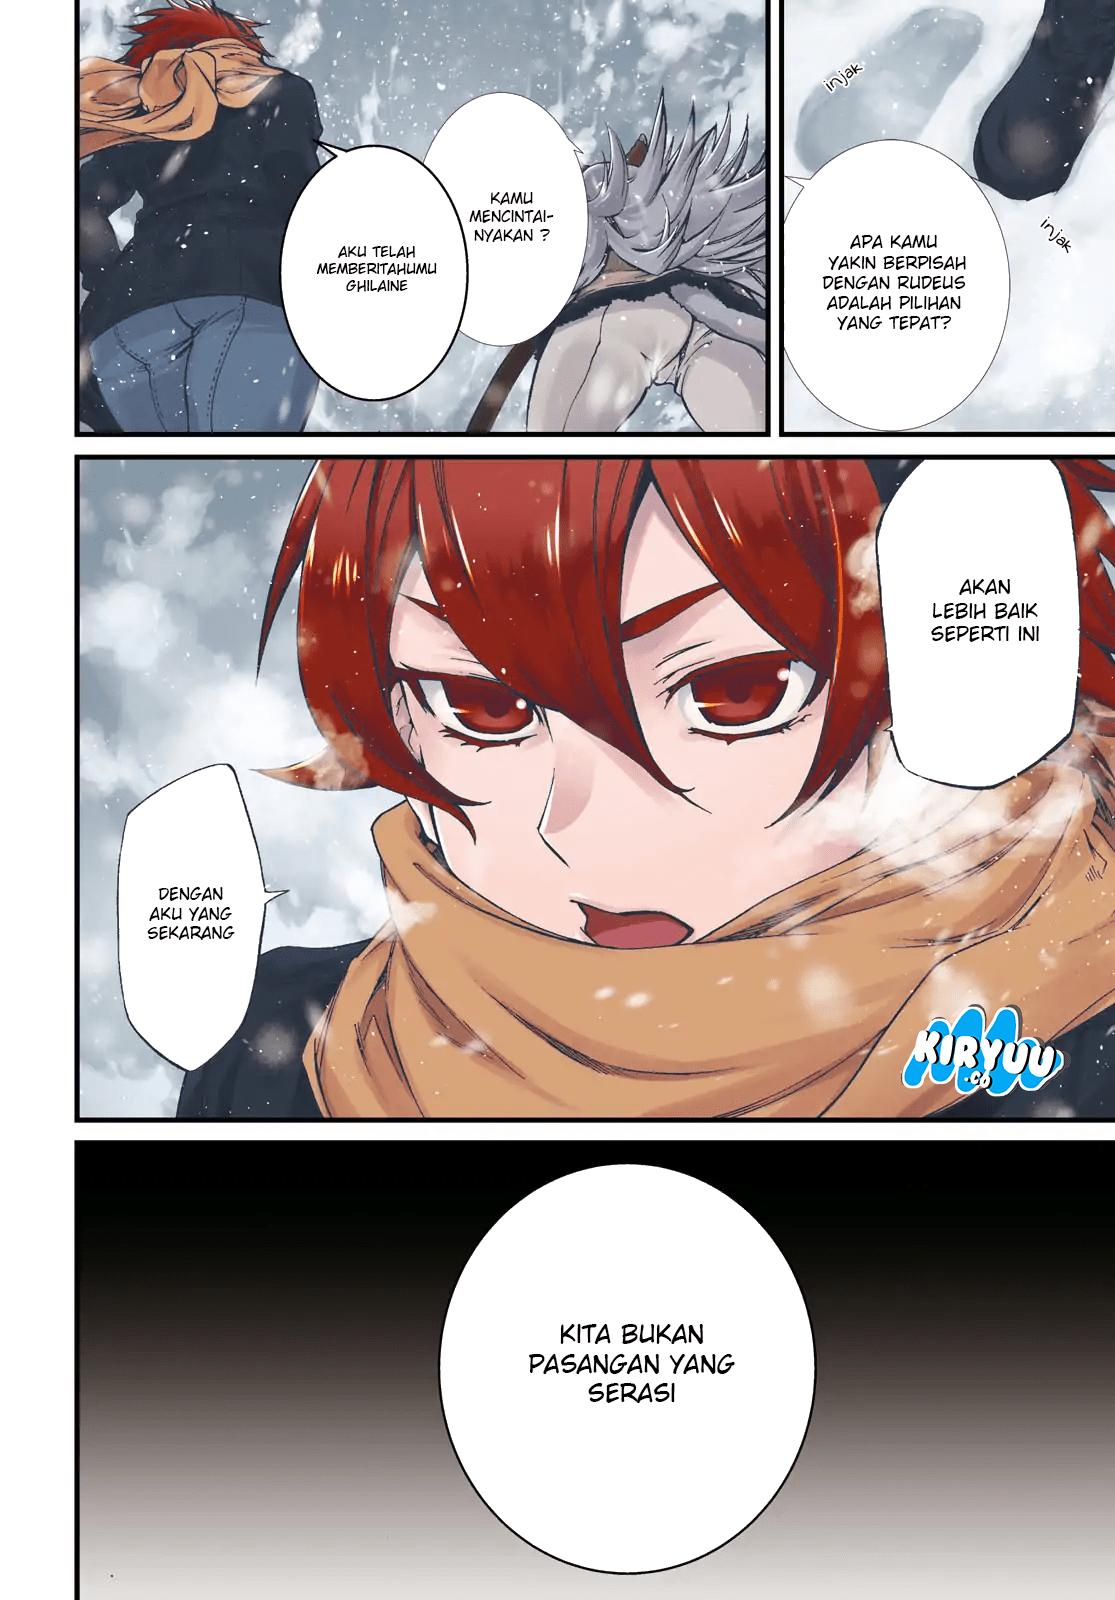 injak
injak
APA KAMU
YAKIN BERPISAH
DENGAN RUDEUS
ADALAH PILIHAN
YANG TEPAT?
KAMU
MENCINTAI-
NYAKAN ?
AKU TELAH
MEMBERITAHUMU
GHILAINE
AKAN
LEBIH BAIK
SEPERTI INI
DENGAN
AKU YANG
SEKARANG
KIRYUU
.CO
KITA BUKAN
PASANGAN YANG
SERASI